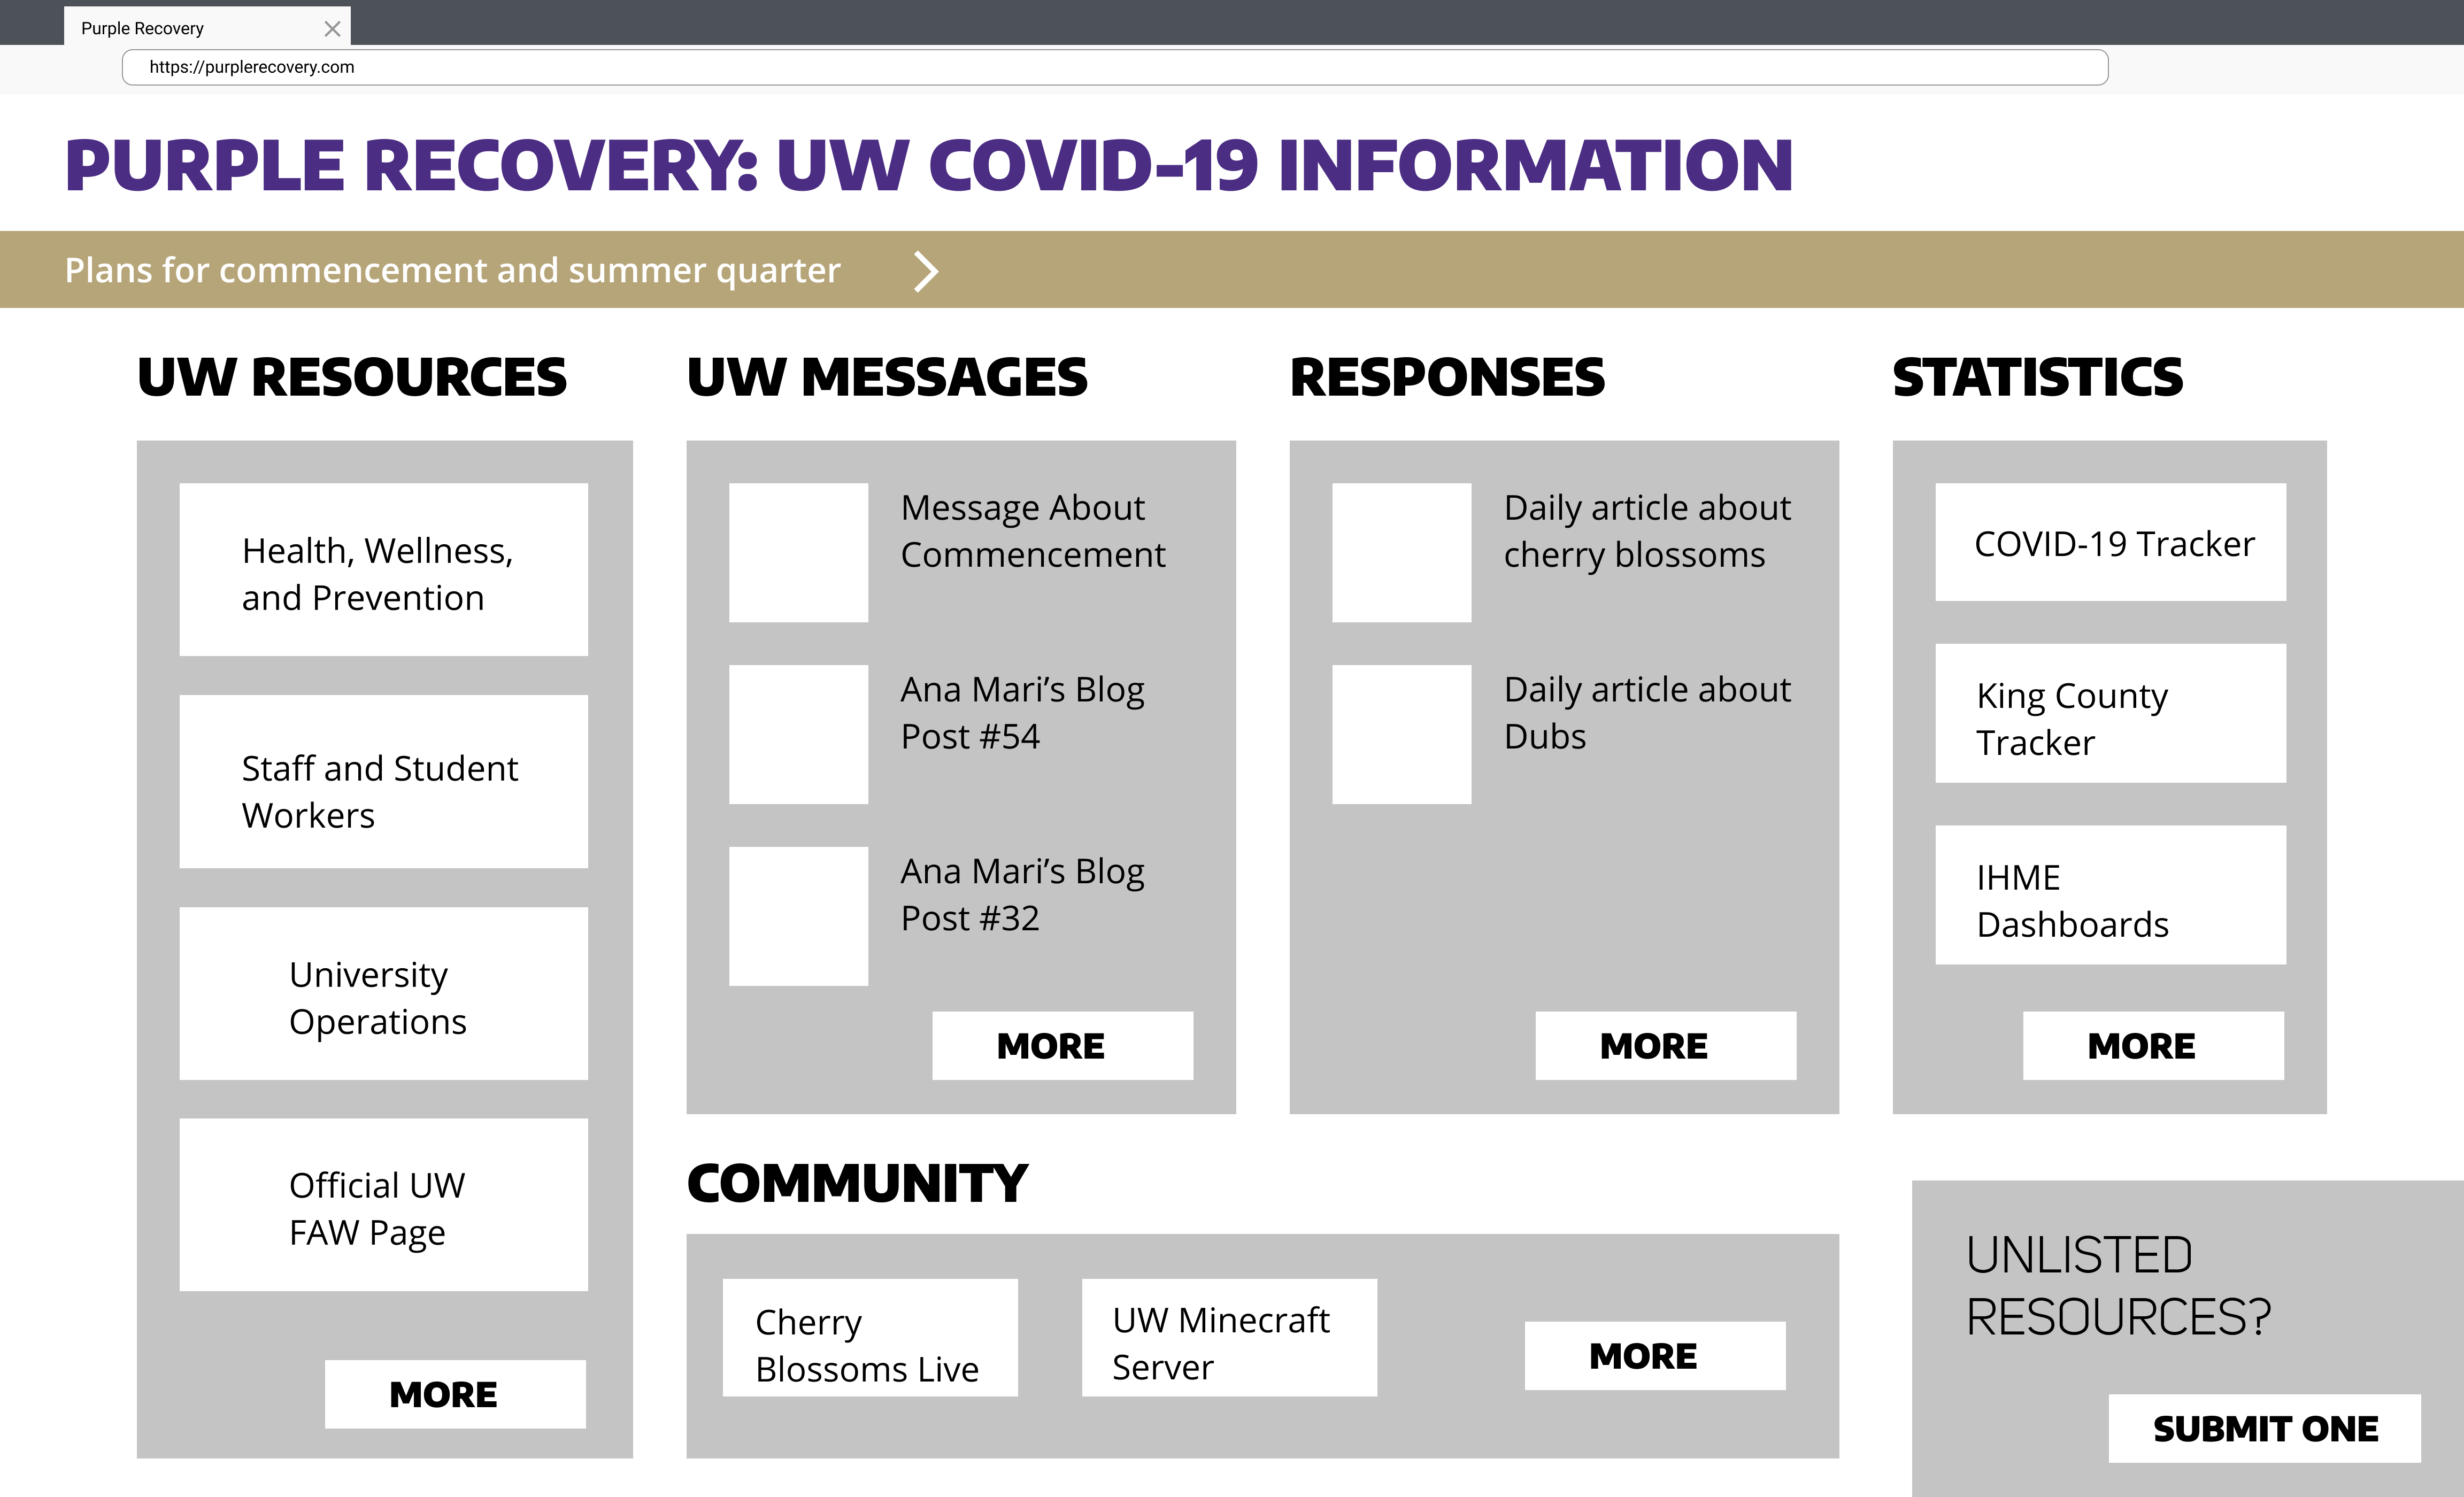 Purple Recovery
https://purplerecovery.com
PURPLE RECOVERY: UW COVID-19 INFORMATION
Plans for commencement and summer quarter
UW RESOURCES
Health, Wellness,
and Prevention
Staff and Student
Workers
University
Operations
Official UW
FAW Page
MORE
UW MESSAGES
Message About
Commencement
Ana Mari’s Blog
Post #54
Ana Mari’s Blog
Post #32
MORE
RESPONSES
Daily article about
cherry blossoms
Daily article about
Dubs
MORE
STATISTICS
COVID-19 Tracker
King County
Tracker
IHME
Dashboards
MORE
COMMUNITY
Cherry
Blossoms Live
UW Minecraft
Server
MORE
UNLISTED
RESOURCES?
SUBMIT ONE